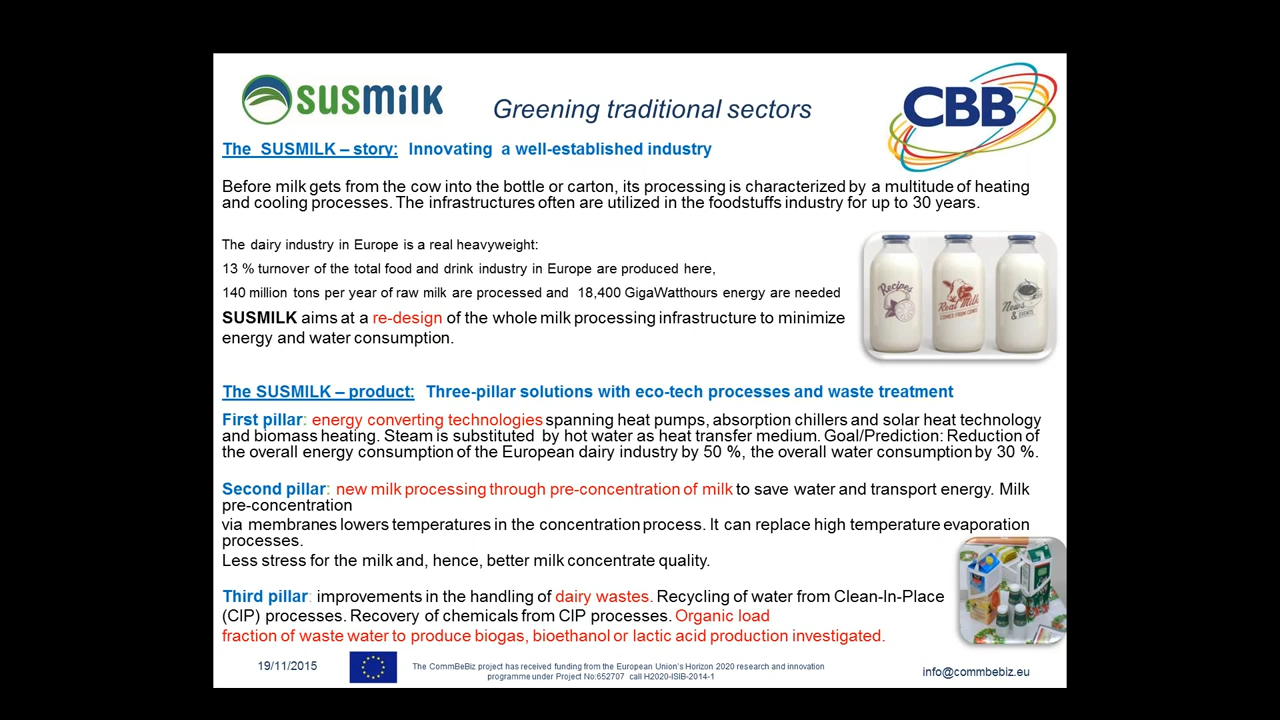 susmilk
Greening traditional sectors
CBB
The SUSMILK – story: Innovating a well-established industry
Before milk gets from the cow into the bottle or carton, its processing is characterized by a multitude of heating
and cooling processes. The infrastructures often are utilized in the foodstuffs industry for up to 30 years.
The dairy industry in Europe is a real heavyweight:
13 % turnover of the total food and drink industry in Europe are produced here,
140 million tons per year of raw milk are processed and 18,400 GigaWatthours energy are needed
SUSMILK aims at a re-design of the whole milk processing infrastructure to minimize
energy and water consumption.
Recipes
Real Milk
COMES FROM COWS
News
& EVENTS
The SUSMILK – product: Three-pillar solutions with eco-tech processes and waste treatment
First pillar: energy converting technologies spanning heat pumps, absorption chillers and solar heat technology
and biomass heating. Steam is substituted by hot water as heat transfer medium. Goal/Prediction: Reduction of
the overall energy consumption of the European dairy industry by 50 %, the overall water consumption by 30 %.
Second pillar: new milk processing through pre-concentration of milk to save water and transport energy. Milk
pre-concentration
via membranes lowers temperatures in the concentration process. It can replace high temperature evaporation
processes.
Less stress for the milk and, hence, better milk concentrate quality.
Third pillar: improvements in the handling of dairy wastes. Recycling of water from Clean-In-Place
(CIP) processes. Recovery of chemicals from CIP processes. Organic load
fraction of waste water to produce biogas, bioethanol or lactic acid production investigated.
19/11/2015
The CommBeBiz project has received funding from the European Union's Horizon 2020 research and innovation
programme under Project No:652707 call H2020-ISIB-2014-1
info@commbebiz.eu